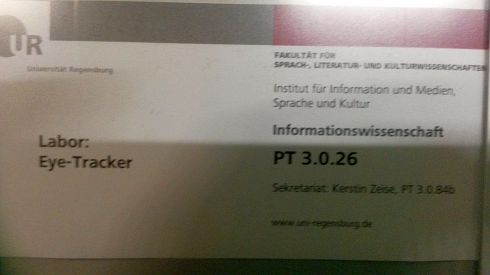 UR
Universität Regensburg
FAKULTÄT FÜR
SPRACH-, LITERATUR- UND KULTURWISSENSCHAFTEN
Institut für Information und Medien,
Sprache und Kultur
Informationswissenschaft
Labor:
Eye-Tracker
PT 3.0.26
Sekretariat: Kerstin Zeise, PT 3.0.84b
www.uni-regensburg.de